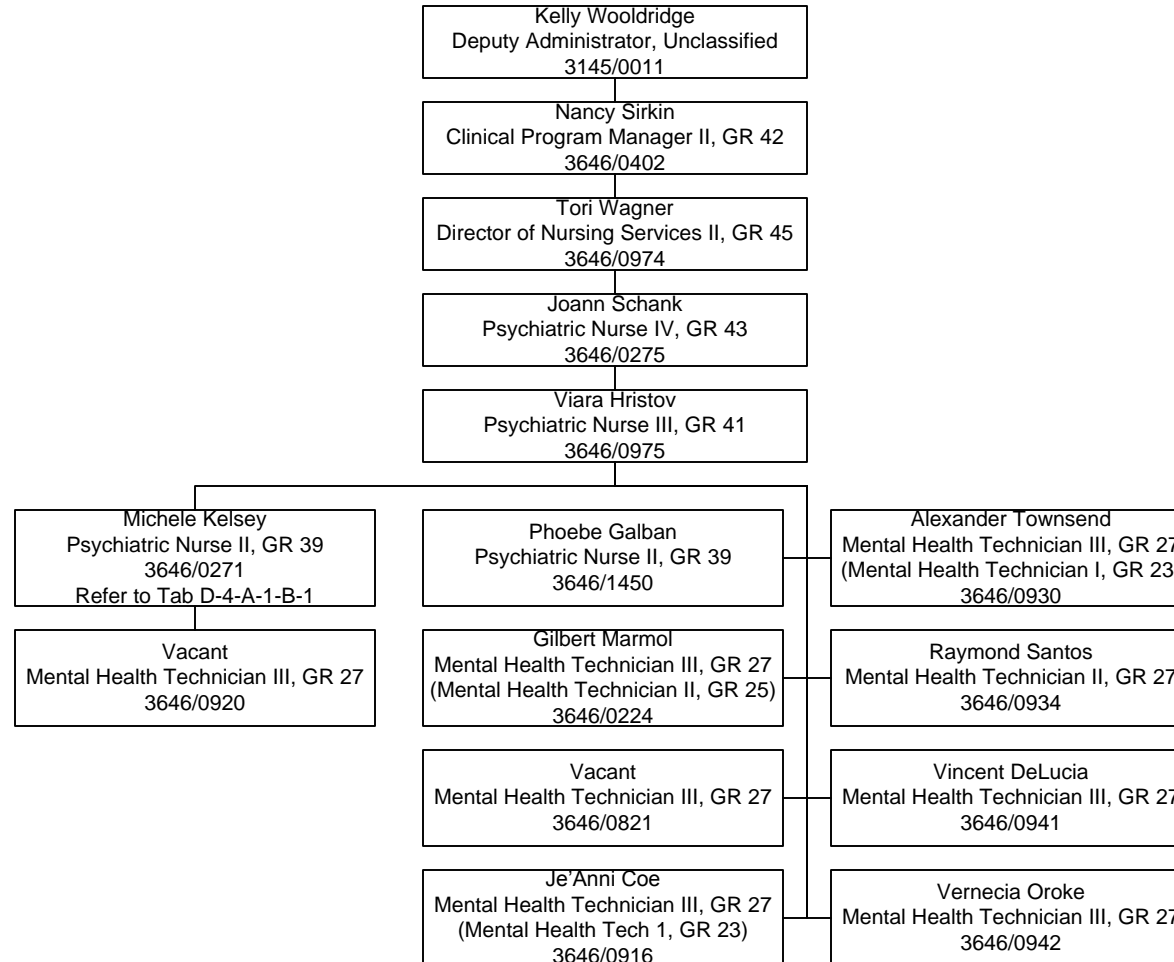 Kelly Wooldridge
Deputy Administrator, Unclassified
3145/0011
Nancy Sirkin
Clinical Program Manager II, GR 42
3646/0402
Tori Wagner
Director of Nursing Services II, GR 45
3646/0974
Joann Schank
Psychiatric Nurse IV, GR 43
3646/0275
Viara Hristov
Psychiatric Nurse III, GR 41
3646/0975
Michele Kelsey
Psychiatric Nurse II, GR 39
3646/0271
Refer to Tab D-4-A-1-B-1
Phoebe Galban
Psychiatric Nurse II, GR 39
3646/1450
Alexander Townsend
Mental Health Technician III, GR 27
(Mental Health Technician I, GR 23
3646/0930
Vacant
Mental Health Technician III, GR 27
3646/0920
Gilbert Marmol
Mental Health Technician III, GR 27
(Mental Health Technician II, GR 25)
3646/0224
Raymond Santos
Mental Health Technician II, GR 27
3646/0934
Vacant
Mental Health Technician III, GR 27
3646/0821
Vincent DeLucia
Mental Health Technician III, GR 27
3646/0941
Je’Anni Coe
Mental Health Technician III, GR 27
(Mental Health Tech 1, GR 23)
3646/0916
Vernecia Oroke
Mental Health Technician III, GR 27
3646/0942